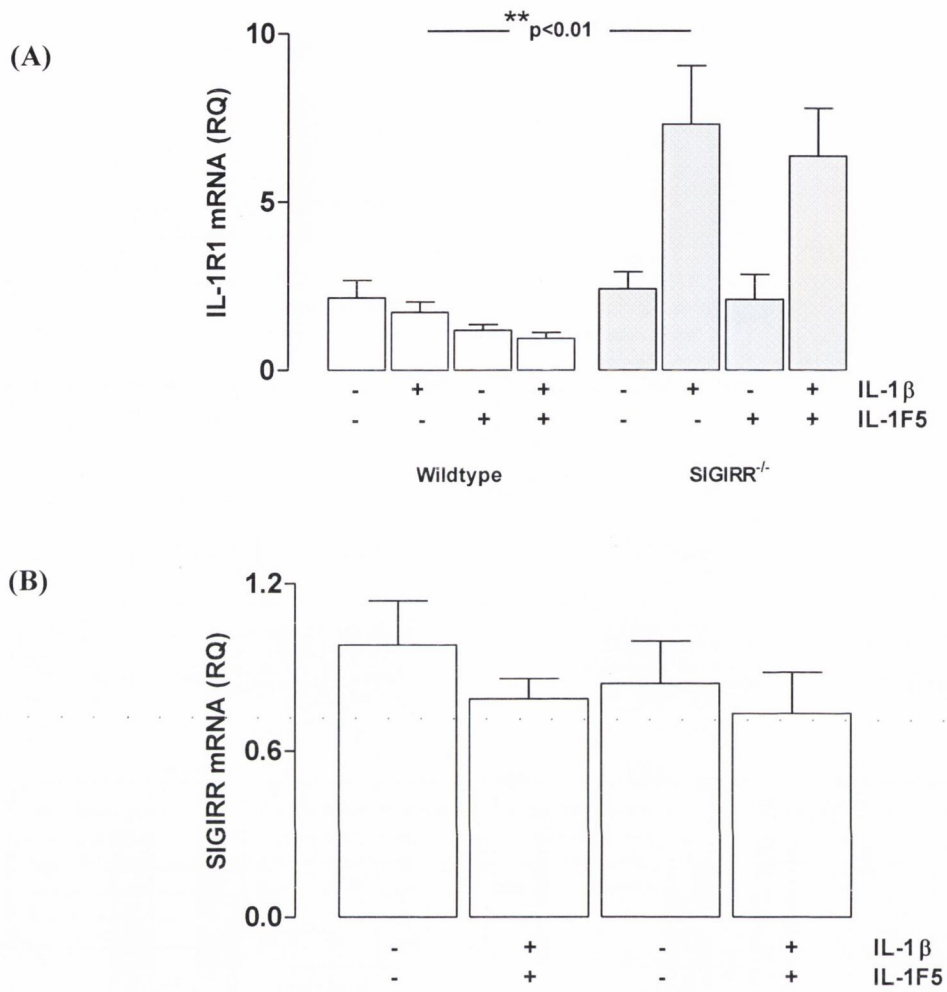 (A)
IL-1R1 mRNA (RQ)
10
5
0
**p<0.01
- + - + - + - + IL-1β
- - + + - - + + IL-1F5
Wildtype SIGIRR-/-
(B)
SIGIRR mRNA (RQ)
1.2
0.6
0.0
- + - + IL-1β
- + - + IL-1F5